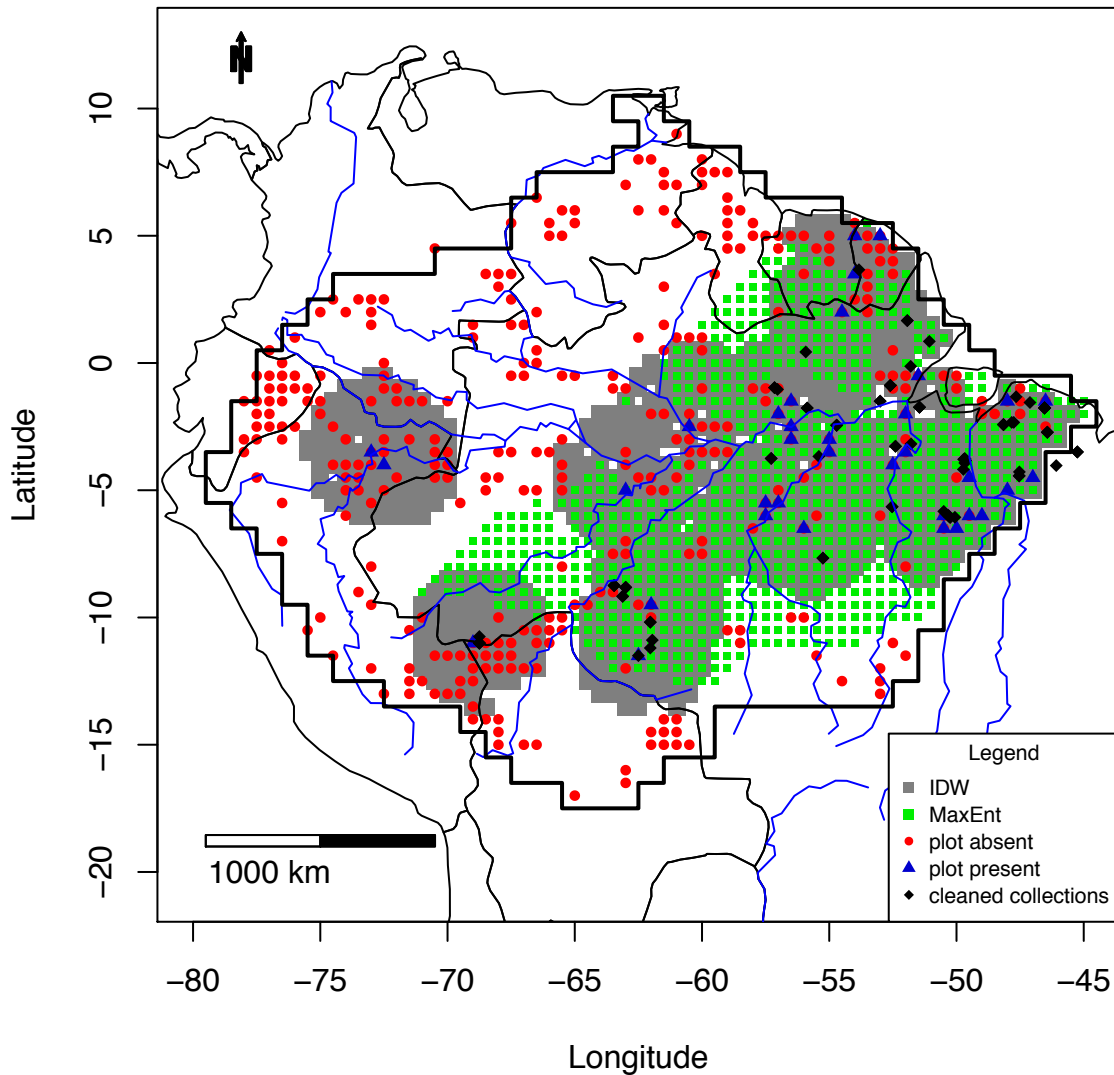 N
10
5
0
−5
−10
−15
−20
Latitude
1000 km
Legend
IDW
MaxEnt
plot absent
plot present
cleaned collections
−80 −75 −70 −65 −60 −55 −50 −45
Longitude